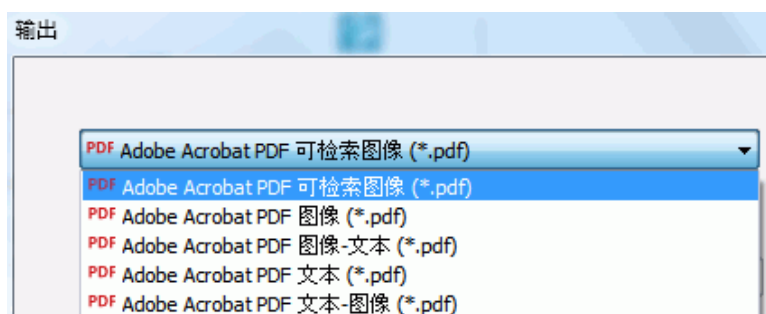 输出
PDF Adobe Acrobat PDF 可检索图像 (*.pdf)
PDF Adobe Acrobat PDF 可检索图像 (*.pdf)
PDF Adobe Acrobat PDF 图像 (*.pdf)
PDF Adobe Acrobat PDF 图像-文本 (*.pdf)
PDF Adobe Acrobat PDF 文本 (*.pdf)
PDF Adobe Acrobat PDF 文本-图像 (*.pdf)